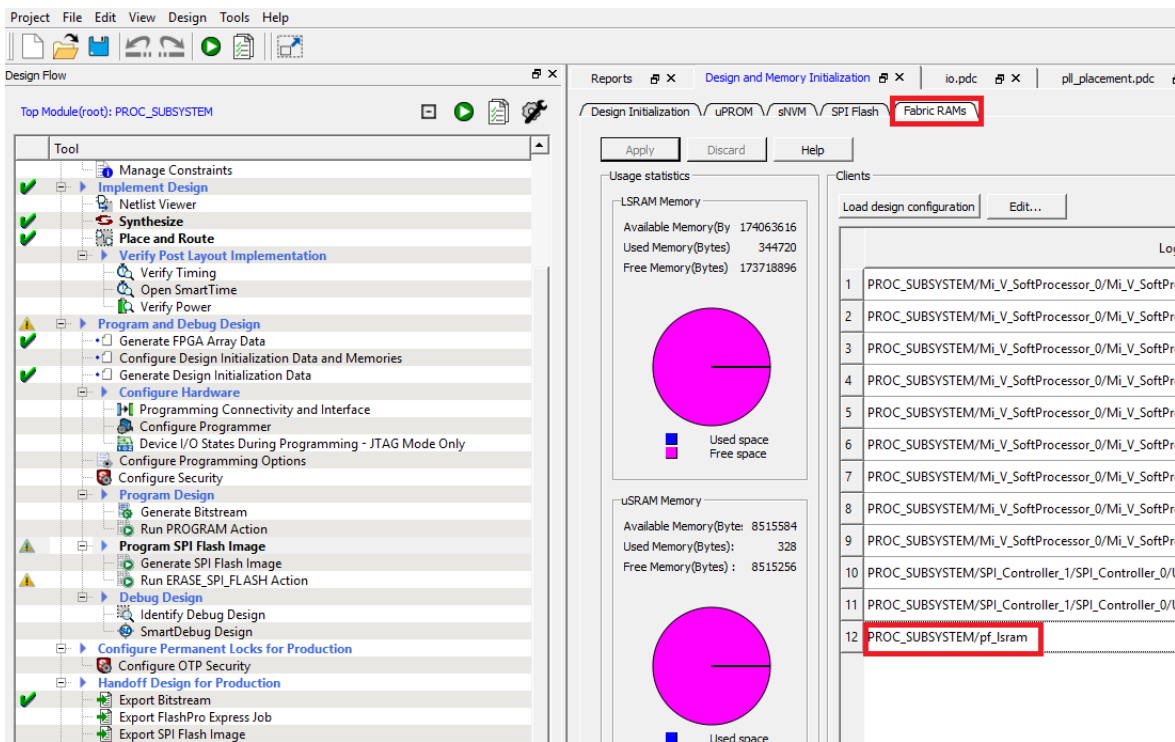 Project File Edit View Design Tools Help
Design Flow
Top Module(root): PROC_SUBSYSTEM
Tool
Manage Constraints
Implement Design
Netlist Viewer
Synthesize
Place and Route
Verify Post Layout Implementation
Verify Timing
Open SmartTime
Verify Power
Program and Debug Design
Generate FPGA Array Data
Configure Design Initialization Data and Memories
Generate Design Initialization Data
Configure Hardware
Programming Connectivity and Interface
Configure Programmer
Device I/O States During Programming - JTAG Mode Only
Configure Programming Options
Configure Security
Program Design
Generate Bitstream
Run PROGRAM Action
Program SPI Flash Image
Generate SPI Flash Image
Run ERASE_SPI_FLASH Action
Debug Design
Identify Debug Design
SmartDebug Design
Configure Permanent Locks for Production
Configure OTP Security
Handoff Design for Production
Export Bitstream
Export FlashPro Express Job
Export SPI Flash Image
Reports Design and Memory Initialization io.pdc pll_placement.pdc
Design Initialization uPROM sNVM SPI Flash Fabric RAMs
Apply Discard Help
Usage statistics
LSRAM Memory
Available Memory(By 174063616
Used Memory(Bytes) 344720
Free Memory(Bytes) 173718896
Used space
Free space
uSRAM Memory
Available Memory(Byte: 8515584
Used Memory(Bytes): 328
Free Memory(Bytes) : 8515256
Used space
Clients
Load design configuration Edit...
Log
1 PROC_SUBSYSTEM/Mi_V_SoftProcessor_0/Mi_V_SoftPr
2 PROC_SUBSYSTEM/Mi_V_SoftProcessor_0/Mi_V_SoftPr
3 PROC_SUBSYSTEM/Mi_V_SoftProcessor_0/Mi_V_SoftPr
4 PROC_SUBSYSTEM/Mi_V_SoftProcessor_0/Mi_V_SoftPr
5 PROC_SUBSYSTEM/Mi_V_SoftProcessor_0/Mi_V_SoftPr
6 PROC_SUBSYSTEM/Mi_V_SoftProcessor_0/Mi_V_SoftPr
7 PROC_SUBSYSTEM/Mi_V_SoftProcessor_0/Mi_V_SoftPr
8 PROC_SUBSYSTEM/Mi_V_SoftProcessor_0/Mi_V_SoftPr
9 PROC_SUBSYSTEM/Mi_V_SoftProcessor_0/Mi_V_SoftPr
10 PROC_SUBSYSTEM/SPI_Controller_1/SPI_Controller_0/U
11 PROC_SUBSYSTEM/SPI_Controller_1/SPI_Controller_0/U
12 PROC_SUBSYSTEM/pf_lsram